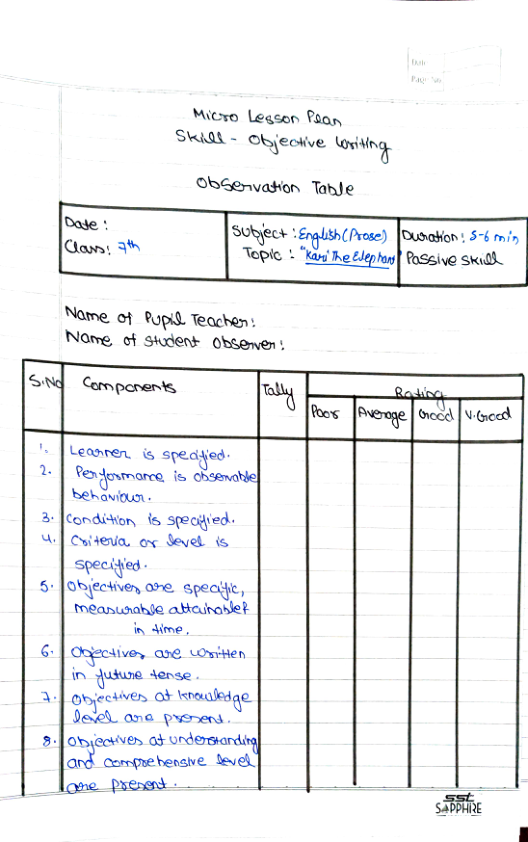 Date
Page No.
Micro Lesson Plan
Skill - Objective Writing
Observation Table
Date :
Class: 7th
Subject : English (Prose)
Topic : "Kari The Elephant"
Duration: 5-6 min
Passive skill
Name of Pupil Teacher:
Name of student observer:
S.No Components Tally Rating
Poor Average Good V. Good
1. Learner is specified.
2. Performance is observable
behaviour.
3. Condition is specified.
4. Criteria or level is
specified.
5. Objectives are specific,
measurable attainable &
in time.
6. Objectives are written
in future tense.
7. Objectives at knowledge
level are present.
8. Objectives at understanding
and comprehensive level
are present.
sst
SAPPHIRE